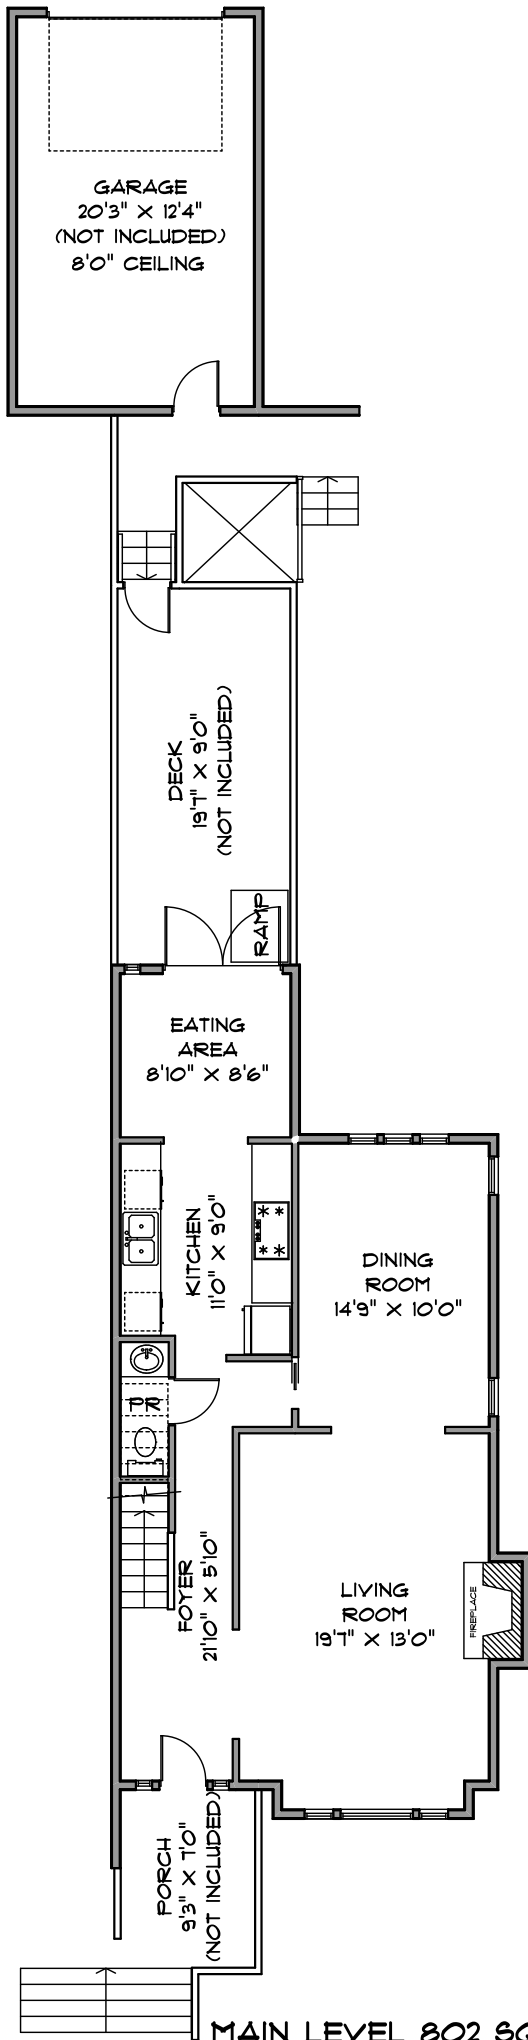 GARAGE
20'3" X 12'4"
(NOT INCLUDED)
8'0" CEILING
DECK
19'7" X 9'0"
(NOT INCLUDED)
RAMP
EATING
AREA
8'10" X 8'6"
KITCHEN
11'0" X 9'0"
DINING
ROOM
14'9" X 10'0"
PR
FOYER
21'10" X 5'10"
LIVING
ROOM
19'7" X 13'0"
FIREPLACE
PORCH
9'3" X 7'0"
(NOT INCLUDED)
MAIN LEVEL 802 SQ